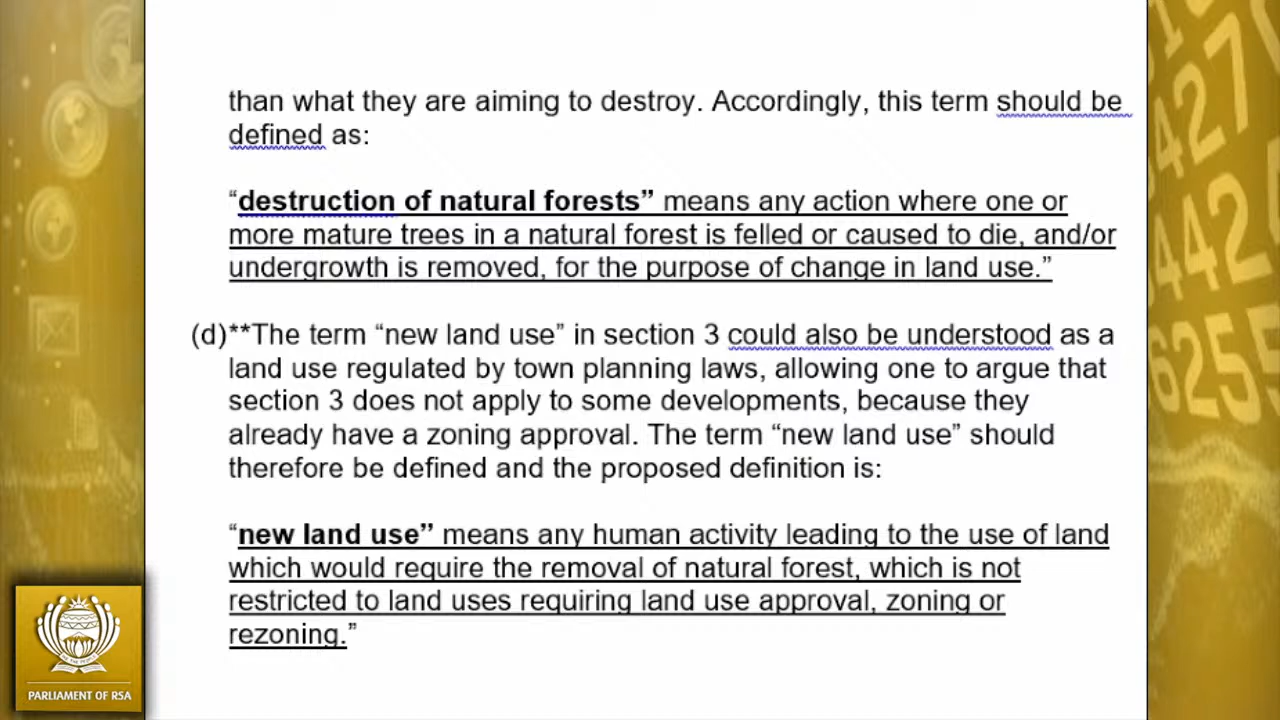 than what they are aiming to destroy. Accordingly, this term should be
defined as:
“destruction of natural forests” means any action where one or
more mature trees in a natural forest is felled or caused to die, and/or
undergrowth is removed, for the purpose of change in land use.”
(d)**The term “new land use” in section 3 could also be understood as a
land use regulated by town planning laws, allowing one to argue that
section 3 does not apply to some developments, because they
already have a zoning approval. The term “new land use” should
therefore be defined and the proposed definition is:
“new land use” means any human activity leading to the use of land
which would require the removal of natural forest, which is not
restricted to land uses requiring land use approval, zoning or
rezoning.”
PARLIAMENT OF RSA
27
427
442
6255